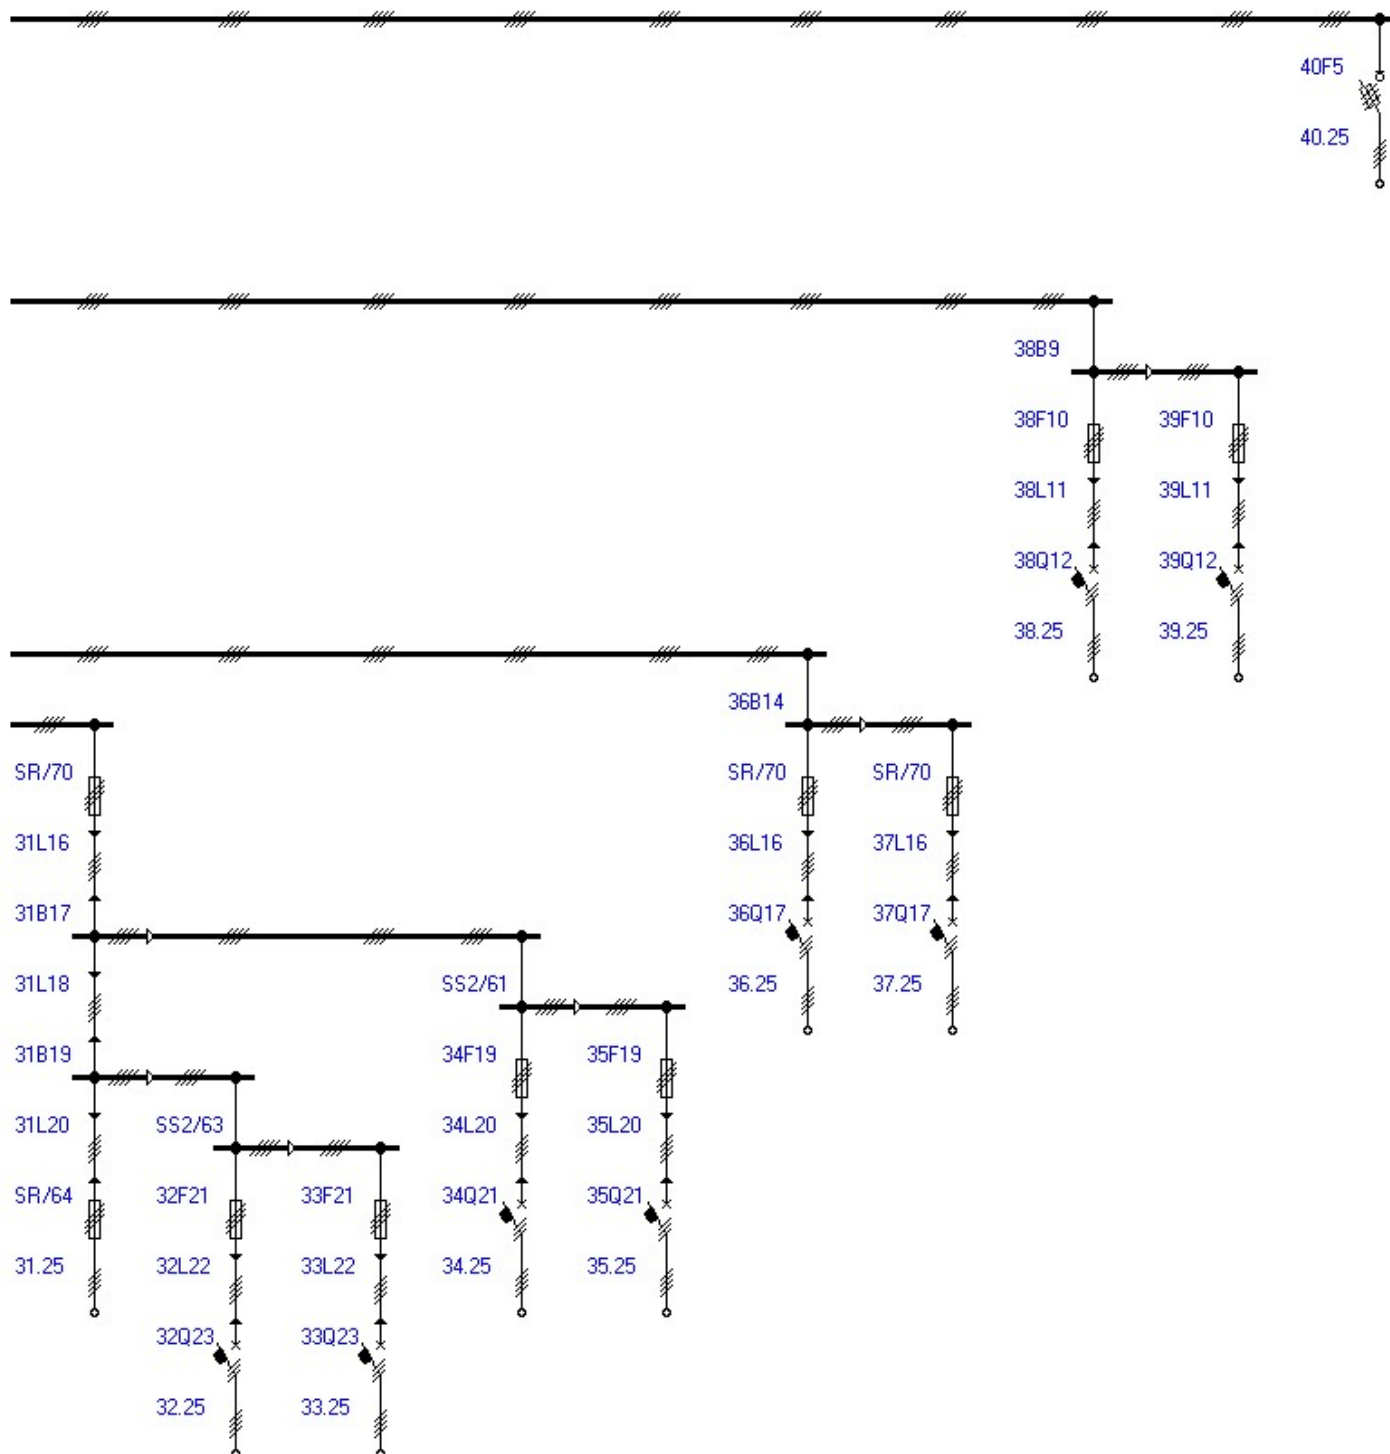 40F5
40.25
38B9
38F10 39F10
38L11 39L11
38Q12 39Q12
38.25 39.25
36B14
SR/70 SR/70 SR/70
31L16 36L16 37L16
31B17 36Q17 37Q17
31L18 SS2/61 36.25 37.25
31B19 34F19 35F19
31L20 SS2/63 34L20 35L20
SR/64 32F21 33F21 34Q21 35Q21
31.25 32L22 33L22 34.25 35.25
32Q23 33Q23
32.25 33.25